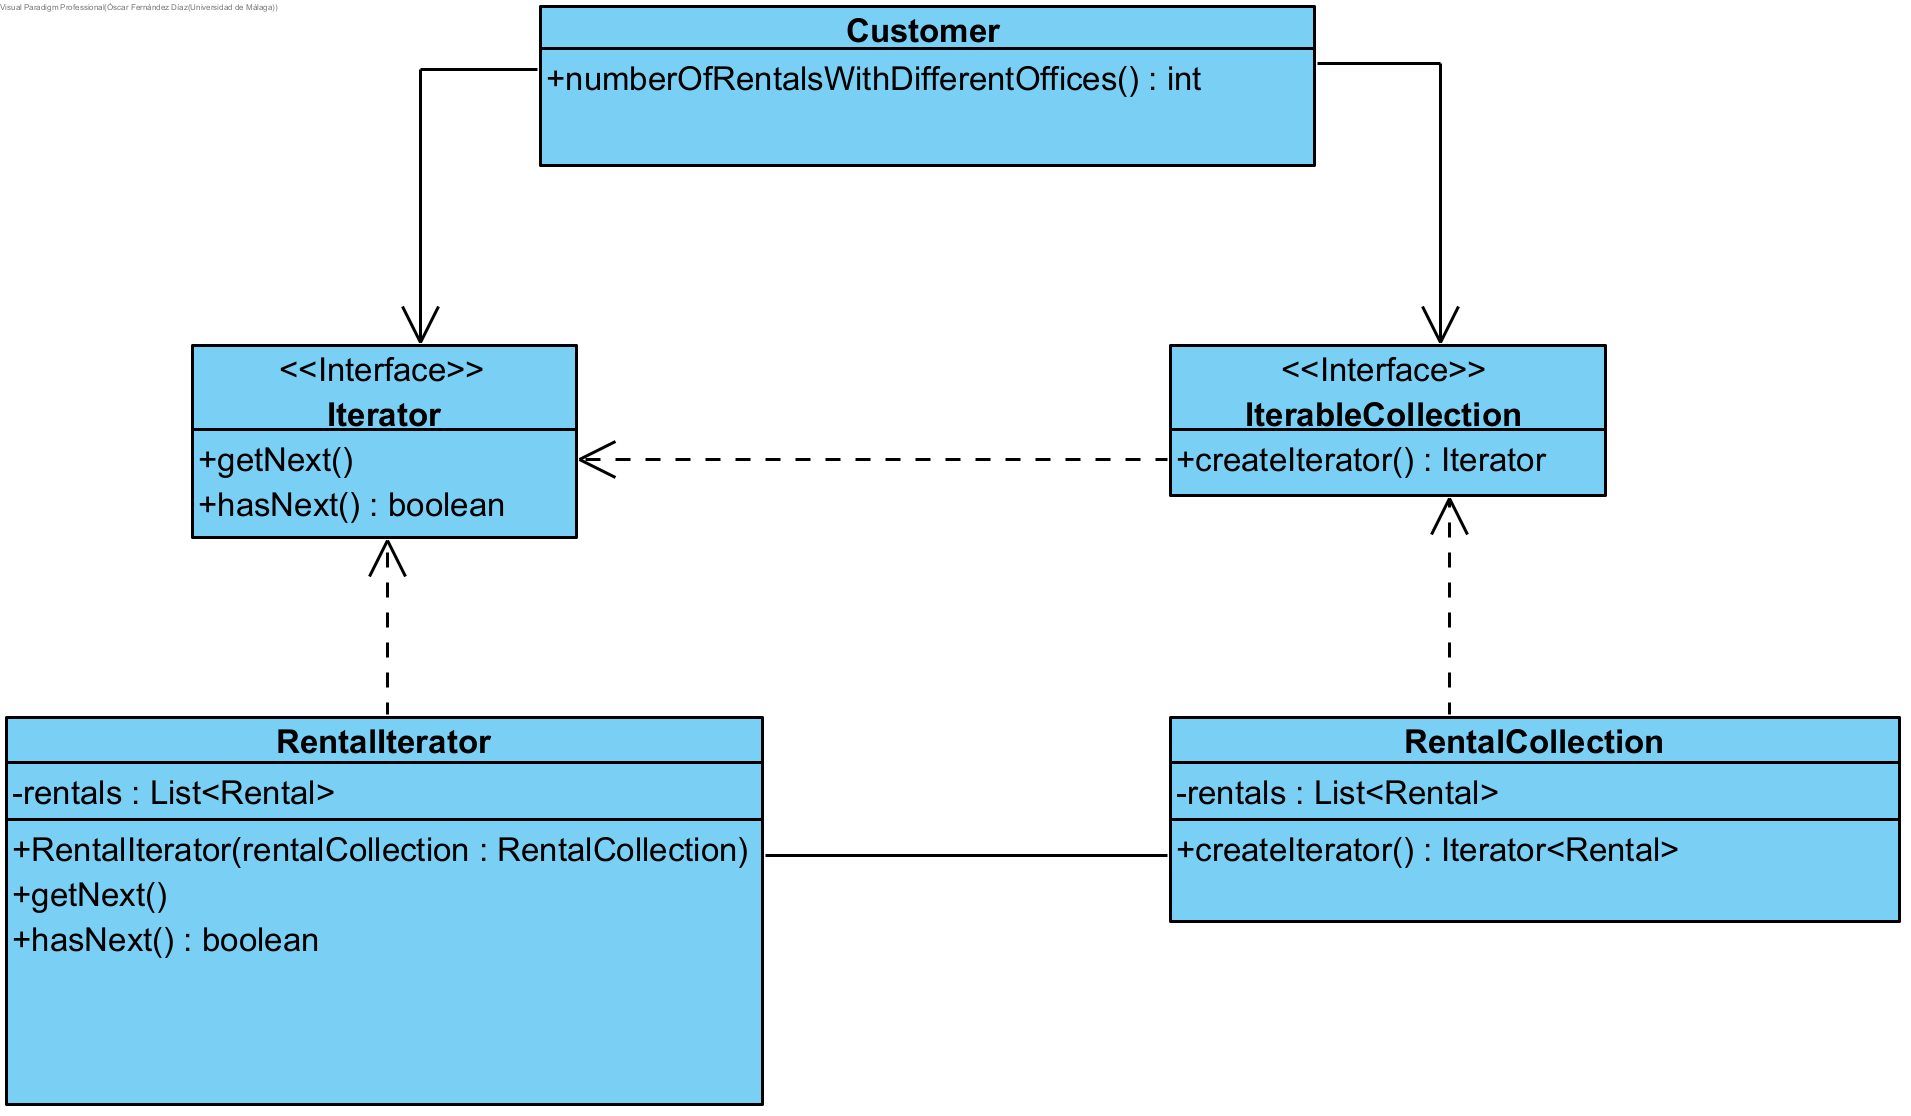 Visual Paradigm Professional(Óscar Fernández Díaz(Universidad de Málaga))
Customer
+numberOfRentalsWithDifferentOffices() : int
<<Interface>>
Iterator
+getNext()
+hasNext() : boolean
<<Interface>>
IterableCollection
+createIterator() : Iterator
RentalIterator
-rentals : List<Rental>
+RentalIterator(rentalCollection : RentalCollection)
+getNext()
+hasNext() : boolean
RentalCollection
-rentals : List<Rental>
+createIterator() : Iterator<Rental>